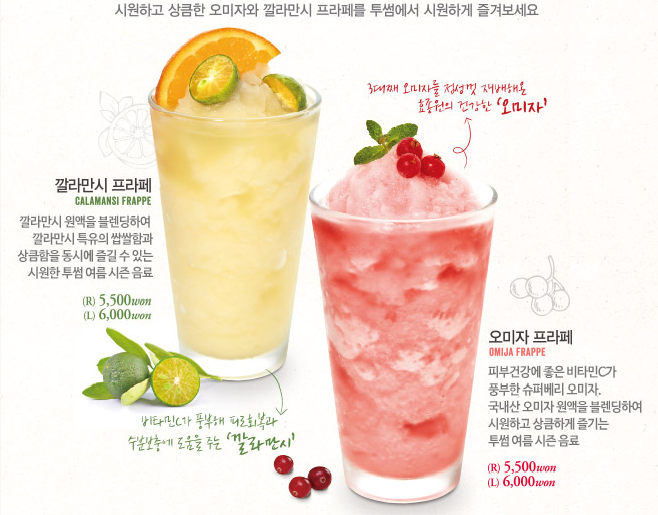 시원하고 상큼한 오미자와 깔라만시 프라페를 투썸에서 시원하게 즐겨보세요
3대째 오미자를 정성껏 재배해온
효종원의 건강한 '오미자'
깔라만시 프라페
CALAMANSI FRAPPE
깔라만시 원액을 블렌딩하여
깔라만시 특유의 쌉쌀함과
상큼함을 동시에 즐길 수 있는
시원한 투썸 여름 시즌 음료
(R) 5,500won
(L) 6,000won
비타민C가 풍부해 피로회복과
수분보충에 도움을 주는 '깔라만시'
오미자 프라페
OMIJA FRAPPE
피부건강에 좋은 비타민C가
풍부한 슈퍼베리 오미자.
국내산 오미자 원액을 블렌딩하여
시원하고 상큼하게 즐기는
투썸 여름 시즌 음료
(R) 5,500won
(L) 6,000won